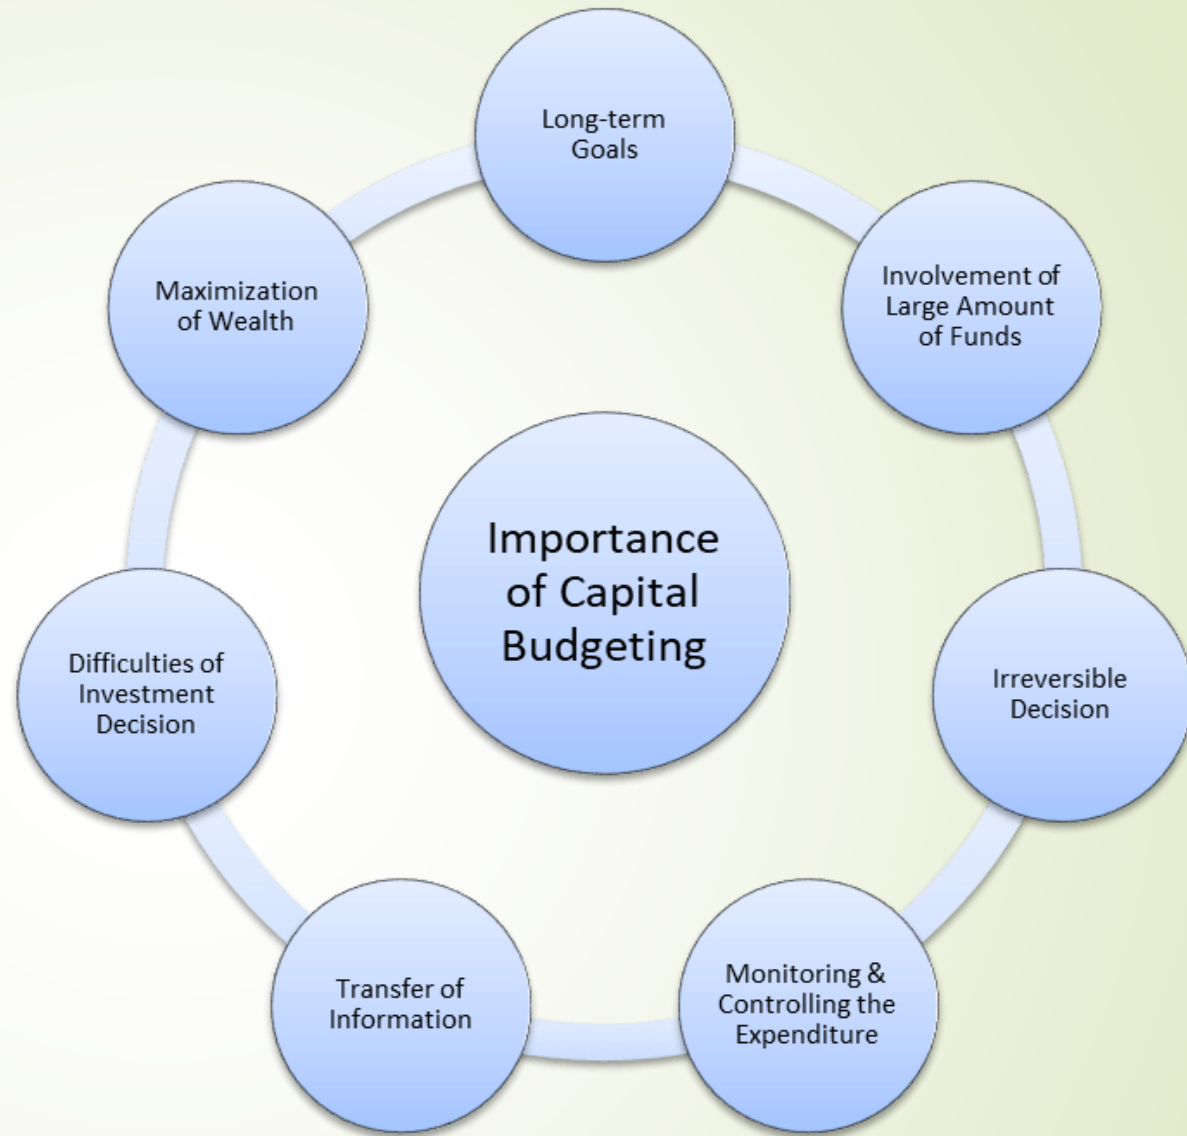 Long-term
Goals
Involvement of
Large Amount
of Funds
Irreversible
Decision
Monitoring &
Controlling the
Expenditure
Transfer of
Information
Difficulties of
Investment
Decision
Maximization
of Wealth
Importance
of Capital
Budgeting